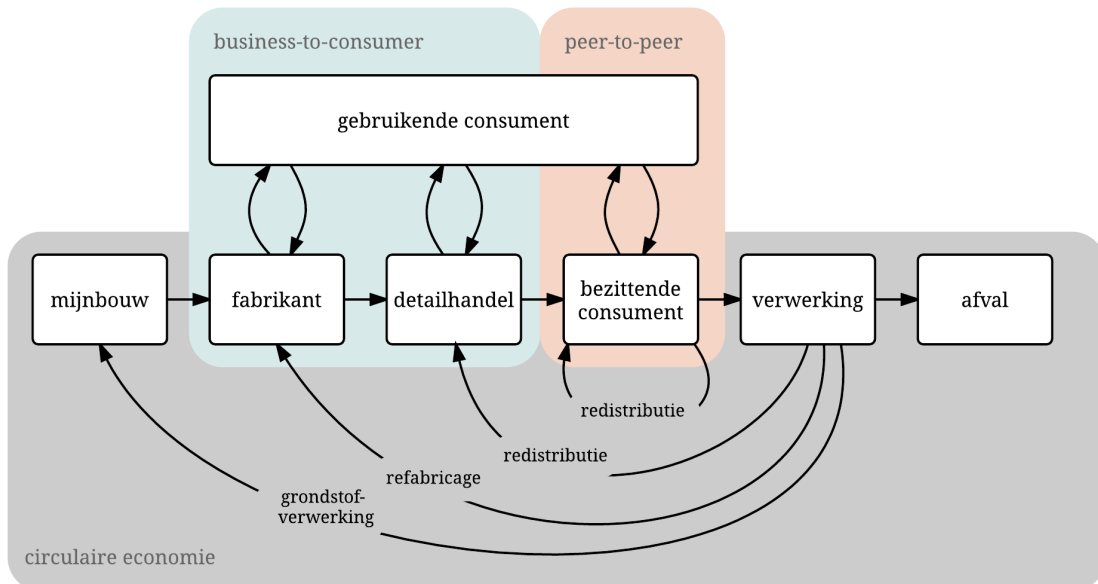 business-to-consumer
peer-to-peer
gebruikende consument
mijnbouw
fabrikant
detailhandel
bezittende
consument
verwerking
afval
redistributie
redistributie
refabricage
grondstof-
verwerking
circulaire economie